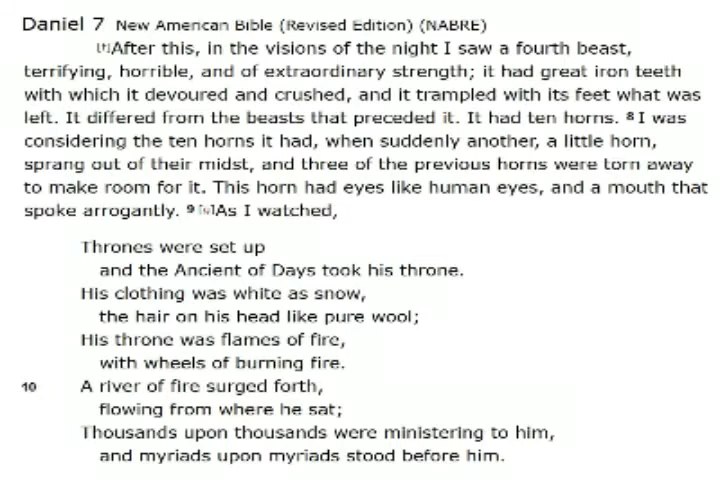 Daniel 7 New American Bible (Revised Edition) (NABRE)
After this, in the visions of the night I saw a fourth beast,
terrifying, horrible, and of extraordinary strength; it had great iron teeth
with which it devoured and crushed, and it trampled with its feet what was
left. It differed from the beasts that preceded it. It had ten horns. 8 I was
considering the ten horns it had, when suddenly another, a little horn,
sprang out of their midst, and three of the previous horns were torn away
to make room for it. This horn had eyes like human eyes, and a mouth that
spoke arrogantly. 9 As I watched,
Thrones were set up
and the Ancient of Days took his throne.
His clothing was white as snow,
the hair on his head like pure wool;
His throne was flames of fire,
with wheels of burning fire.
10 A river of fire surged forth,
flowing from where he sat;
Thousands upon thousands were ministering to him,
and myriads upon myriads stood before him.